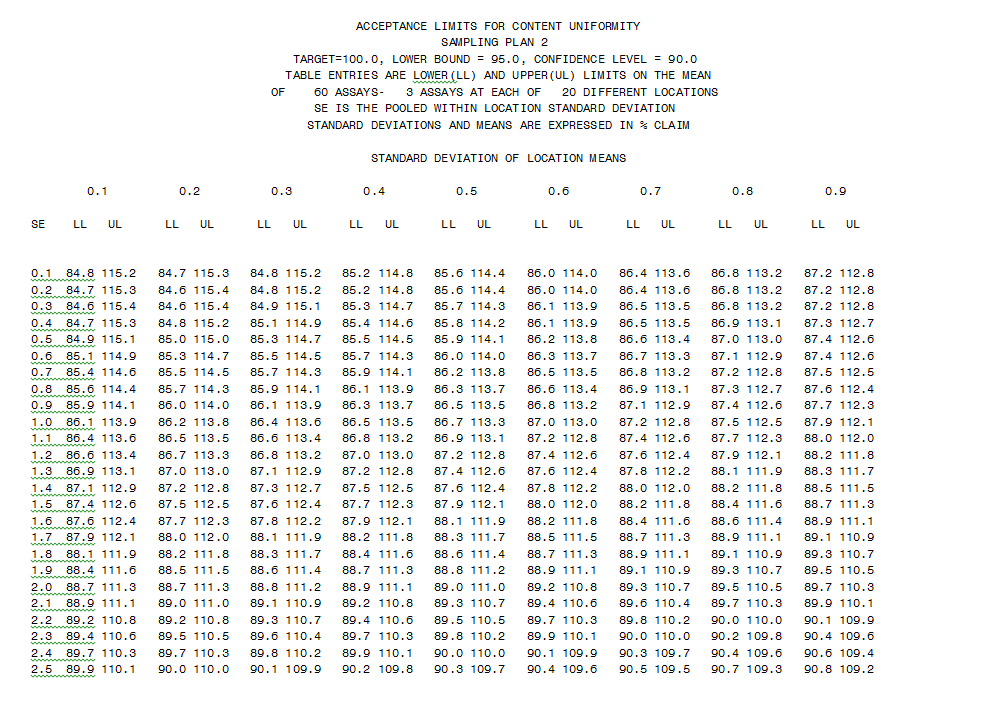 ACCEPTANCE LIMITS FOR CONTENT UNIFORMITY
SAMPLING PLAN 2
TARGET=100.0, LOWER BOUND = 95.0, CONFIDENCE LEVEL = 90.0
TABLE ENTRIES ARE LOWER(LL) AND UPPER(UL) LIMITS ON THE MEAN
OF 60 ASSAYS- 3 ASSAYS AT EACH OF 20 DIFFERENT LOCATIONS
SE IS THE POOLED WITHIN LOCATION STANDARD DEVIATION
STANDARD DEVIATIONS AND MEANS ARE EXPRESSED IN % CLAIM
STANDARD DEVIATION OF LOCATION MEANS
0.1 0.2 0.3 0.4 0.5 0.6 0.7 0.8 0.9
SE LL UL LL UL LL UL LL UL LL UL LL UL LL UL LL UL LL UL
0.1 84.8 115.2 84.7 115.3 84.8 115.2 85.2 114.8 85.6 114.4 86.0 114.0 86.4 113.6 86.8 113.2 87.2 112.8
0.2 84.7 115.3 84.6 115.4 84.8 115.2 85.2 114.8 85.6 114.4 86.0 114.0 86.4 113.6 86.8 113.2 87.2 112.8
0.3 84.6 115.4 84.6 115.4 84.9 115.1 85.3 114.7 85.7 114.3 86.1 113.9 86.5 113.5 86.8 113.2 87.2 112.8
0.4 84.7 115.3 84.8 115.2 85.1 114.9 85.4 114.6 85.8 114.2 86.1 113.9 86.5 113.5 86.9 113.1 87.3 112.7
0.5 84.9 115.1 85.0 115.0 85.3 114.7 85.5 114.5 85.9 114.1 86.2 113.8 86.6 113.4 87.0 113.0 87.4 112.6
0.6 85.1 114.9 85.3 114.7 85.5 114.5 85.7 114.3 86.0 114.0 86.3 113.7 86.7 113.3 87.1 112.9 87.4 112.6
0.7 85.4 114.6 85.5 114.5 85.7 114.3 85.9 114.1 86.2 113.8 86.5 113.5 86.8 113.2 87.2 112.8 87.5 112.5
0.8 85.6 114.4 85.7 114.3 85.9 114.1 86.1 113.9 86.3 113.7 86.6 113.4 86.9 113.1 87.3 112.7 87.6 112.4
0.9 85.9 114.1 86.0 114.0 86.1 113.9 86.3 113.7 86.5 113.5 86.8 113.2 87.1 112.9 87.4 112.6 87.7 112.3
1.0 86.1 113.9 86.2 113.8 86.4 113.6 86.5 113.5 86.7 113.3 87.0 113.0 87.2 112.8 87.5 112.5 87.9 112.1
1.1 86.4 113.6 86.5 113.5 86.6 113.4 86.8 113.2 86.9 113.1 87.2 112.8 87.4 112.6 87.7 112.3 88.0 112.0
1.2 86.6 113.4 86.7 113.3 86.8 113.2 87.0 113.0 87.2 112.8 87.4 112.6 87.6 112.4 87.9 112.1 88.2 111.8
1.3 86.9 113.1 87.0 113.0 87.1 112.9 87.2 112.8 87.4 112.6 87.6 112.4 87.8 112.2 88.1 111.9 88.3 111.7
1.4 87.1 112.9 87.2 112.8 87.3 112.7 87.5 112.5 87.6 112.4 87.8 112.2 88.0 112.0 88.2 111.8 88.5 111.5
1.5 87.4 112.6 87.5 112.5 87.6 112.4 87.7 112.3 87.9 112.1 88.0 112.0 88.2 111.8 88.4 111.6 88.7 111.3
1.6 87.6 112.4 87.7 112.3 87.8 112.2 87.9 112.1 88.1 111.9 88.2 111.8 88.4 111.6 88.6 111.4 88.9 111.1
1.7 87.9 112.1 88.0 112.0 88.1 111.9 88.2 111.8 88.3 111.7 88.5 111.5 88.7 111.3 88.9 111.1 89.1 110.9
1.8 88.1 111.9 88.2 111.8 88.3 111.7 88.4 111.6 88.6 111.4 88.7 111.3 88.9 111.1 89.1 110.9 89.3 110.7
1.9 88.4 111.6 88.5 111.5 88.6 111.4 88.7 111.3 88.8 111.2 88.9 111.1 89.1 110.9 89.3 110.7 89.5 110.5
2.0 88.7 111.3 88.7 111.3 88.8 111.2 88.9 111.1 89.0 111.0 89.2 110.8 89.3 110.7 89.5 110.5 89.7 110.3
2.1 88.9 111.1 89.0 111.0 89.1 110.9 89.2 110.8 89.3 110.7 89.4 110.6 89.6 110.4 89.7 110.3 89.9 110.1
2.2 89.2 110.8 89.2 110.8 89.3 110.7 89.4 110.6 89.5 110.5 89.7 110.3 89.8 110.2 90.0 110.0 90.1 109.9
2.3 89.4 110.6 89.5 110.5 89.6 110.4 89.7 110.3 89.8 110.2 89.9 110.1 90.0 110.0 90.2 109.8 90.4 109.6
2.4 89.7 110.3 89.7 110.3 89.8 110.2 89.9 110.1 90.0 110.0 90.1 109.9 90.3 109.7 90.4 109.6 90.6 109.4
2.5 89.9 110.1 90.0 110.0 90.1 109.9 90.2 109.8 90.3 109.7 90.4 109.6 90.5 109.5 90.7 109.3 90.8 109.2